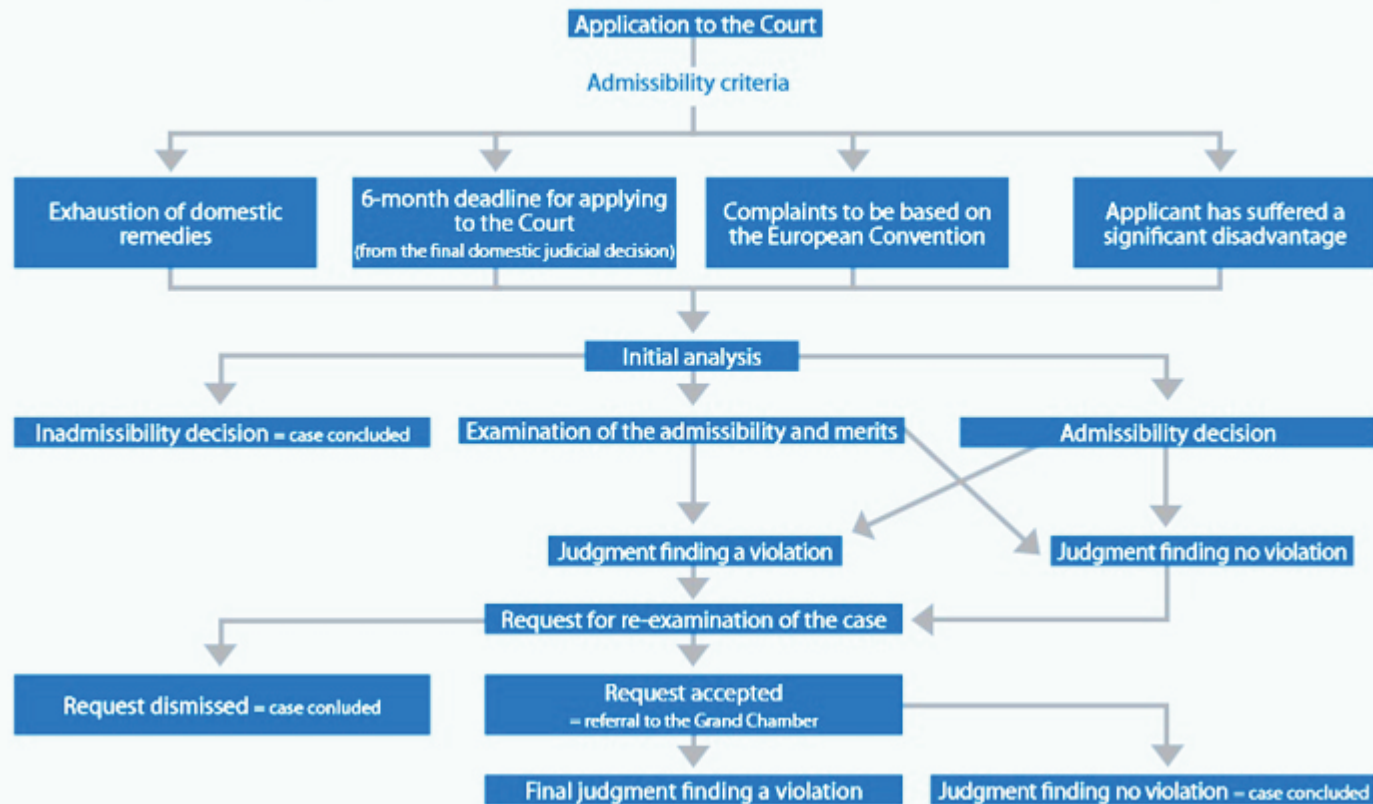 Application to the Court
Admissibility criteria
Exhaustion of domestic
remedies
6-month deadline for applying
to the Court
(from the final domestic judicial decision)
Complaints to be based on
the European Convention
Applicant has suffered a
significant disadvantage
Initial analysis
Inadmissibility decision = case concluded
Examination of the admissibility and merits
Admissibility decision
Judgment finding a violation
Judgment finding no violation
Request for re-examination of the case
Request dismissed = case conluded
Request accepted
= referral to the Grand Chamber
Final judgment finding a violation
Judgment finding no violation = case concluded